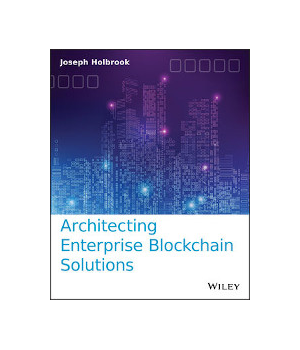 Joseph Holbrook
Architecting
Enterprise Blockchain
Solutions
WILEY